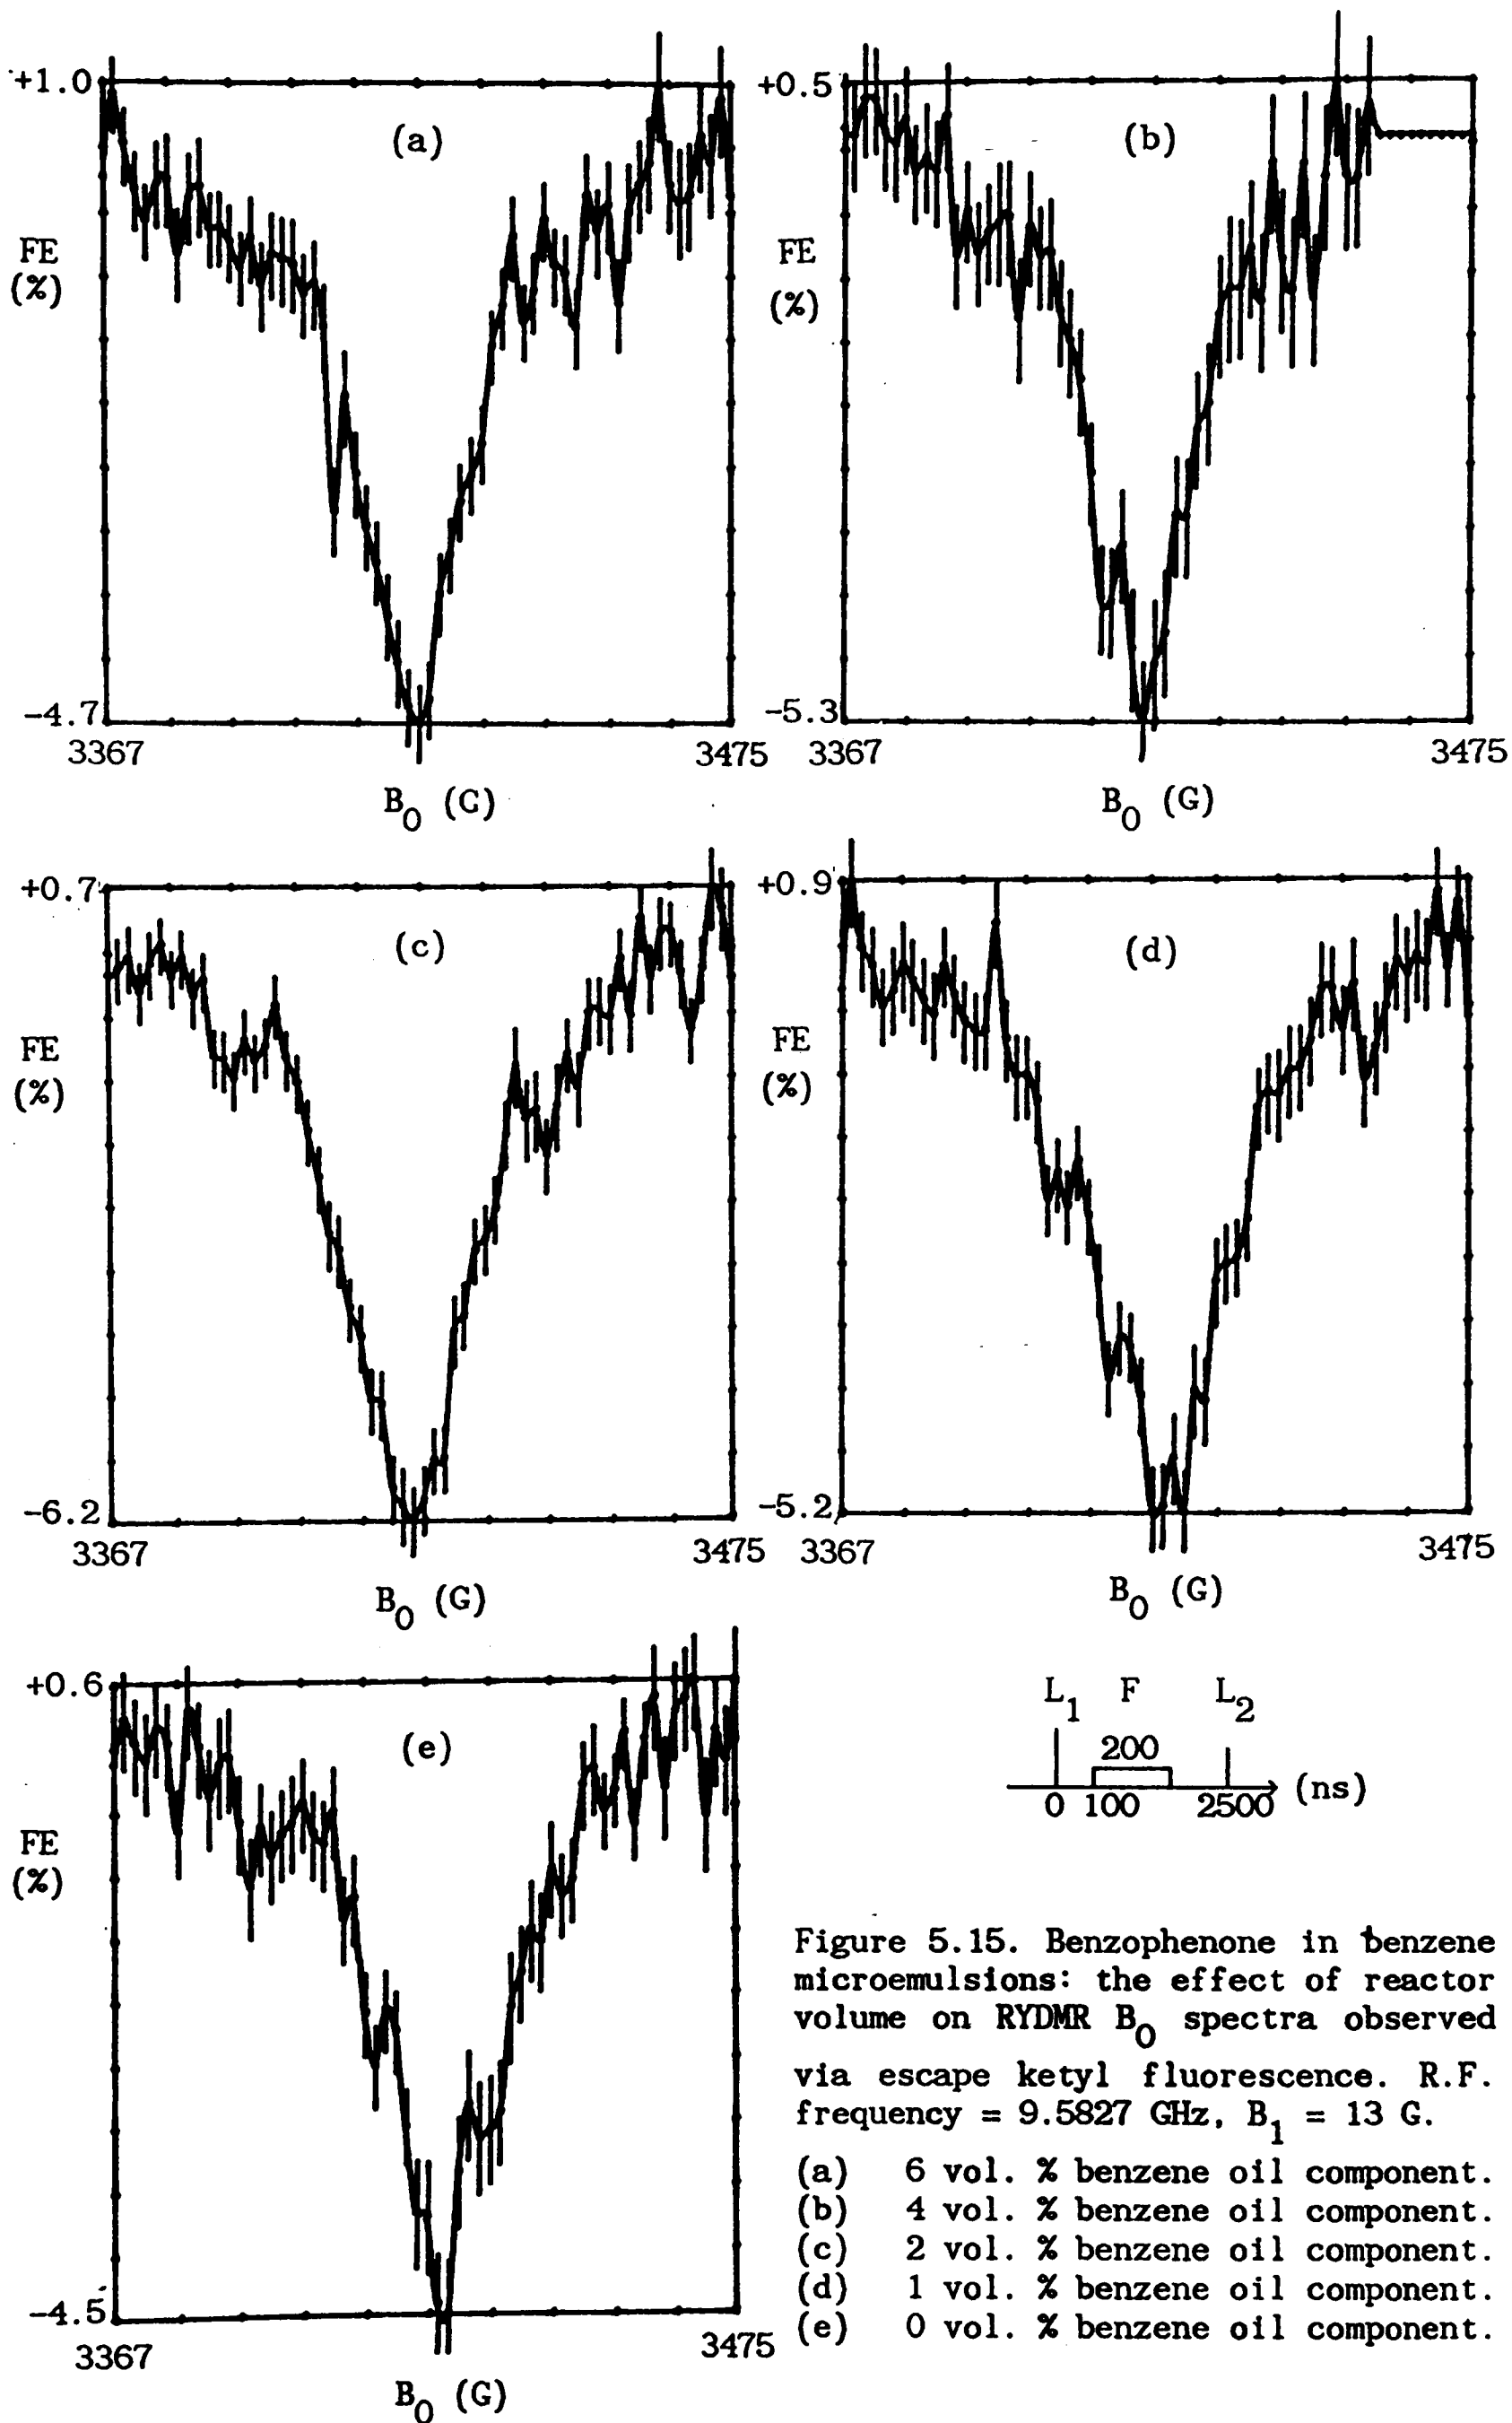 +1.0
(a)
FE
(%)
-4.7
3367
3475
B0 (G)
+0.5
(b)
FE
(%)
-5.3
3367
3475
B0 (G)
+0.7
(c)
FE
(%)
-6.2
3367
3475
B0 (G)
+0.9
(d)
FE
(%)
-5.2
3367
3475
B0 (G)
+0.6
(e)
FE
(%)
-4.5
3367
3475
B0 (G)
L1 F L2
200
0 100 2500 (ns)
Figure 5.15. Benzophenone in benzene
microemulsions: the effect of reactor
volume on RYDMR B0 spectra observed
via escape ketyl fluorescence. R.F.
frequency = 9.5827 GHz, B1 = 13 G.
(a) 6 vol. % benzene oil component.
(b) 4 vol. % benzene oil component.
(c) 2 vol. % benzene oil component.
(d) 1 vol. % benzene oil component.
(e) 0 vol. % benzene oil component.